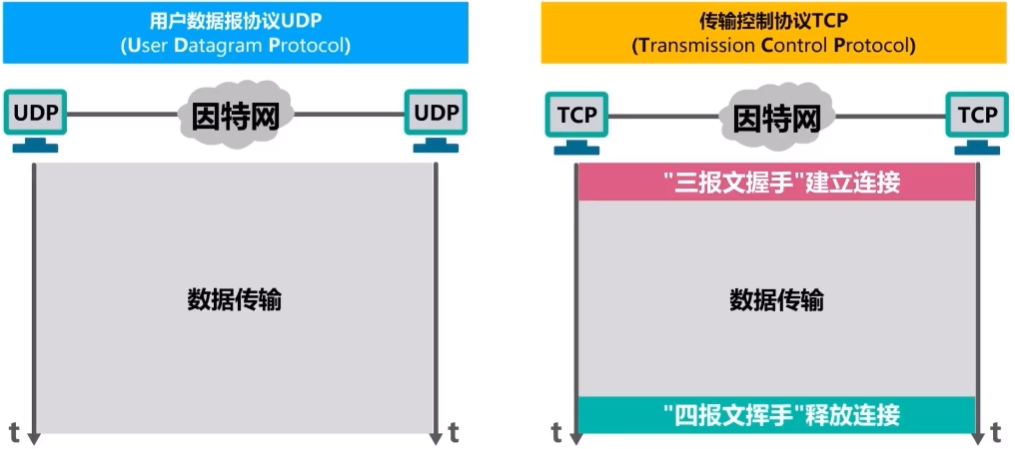 用户数据报协议UDP
(User Datagram Protocol)
UDP
因特网
UDP
数据传输
t
t
传输控制协议TCP
(Transmission Control Protocol)
TCP
因特网
TCP
"三报文握手"建立连接
数据传输
"四报文挥手"释放连接
t
t